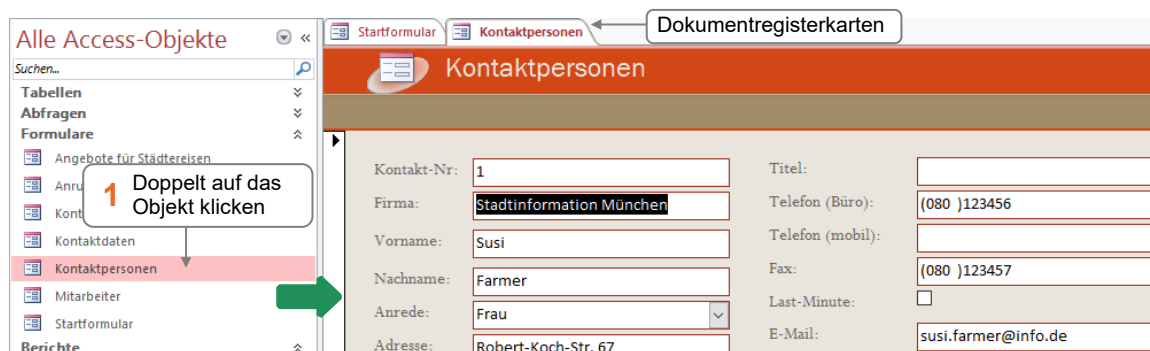 Alle Access-Objekte
Suchen...
Tabellen
Abfragen
Formulare
Angebote für Städtereisen
Anru
Kont
Kontaktdaten
Kontaktpersonen
Mitarbeiter
Startformular
Berichte
1 Doppelt auf das
Objekt klicken
Startformular
Kontaktpersonen
Dokumentregisterkarten
Kontaktpersonen
Kontakt-Nr: 1
Firma: Stadtinformation München
Vorname: Susi
Nachname: Farmer
Anrede: Frau
Adresse: Robert-Koch-Str. 67
Titel:
Telefon (Büro): (080 )123456
Telefon (mobil):
Fax: (080 )123457
Last-Minute:
E-Mail: susi.farmer@info.de